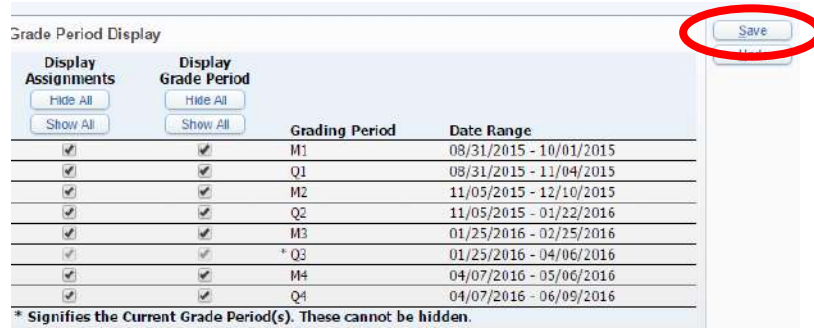 Grade Period Display
Save
Display Display
Assignments Grade Period
Hide All Hide All
Show All Show All Grading Period Date Range
M1 08/31/2015 - 10/01/2015
Q1 08/31/2015 - 11/04/2015
M2 11/05/2015 - 12/10/2015
Q2 11/05/2015 - 01/22/2016
M3 01/25/2016 - 02/25/2016
* Q3 01/25/2016 - 04/06/2016
M4 04/07/2016 - 05/06/2016
Q4 04/07/2016 - 06/09/2016
* Signifies the Current Grade Period(s). These cannot be hidden.